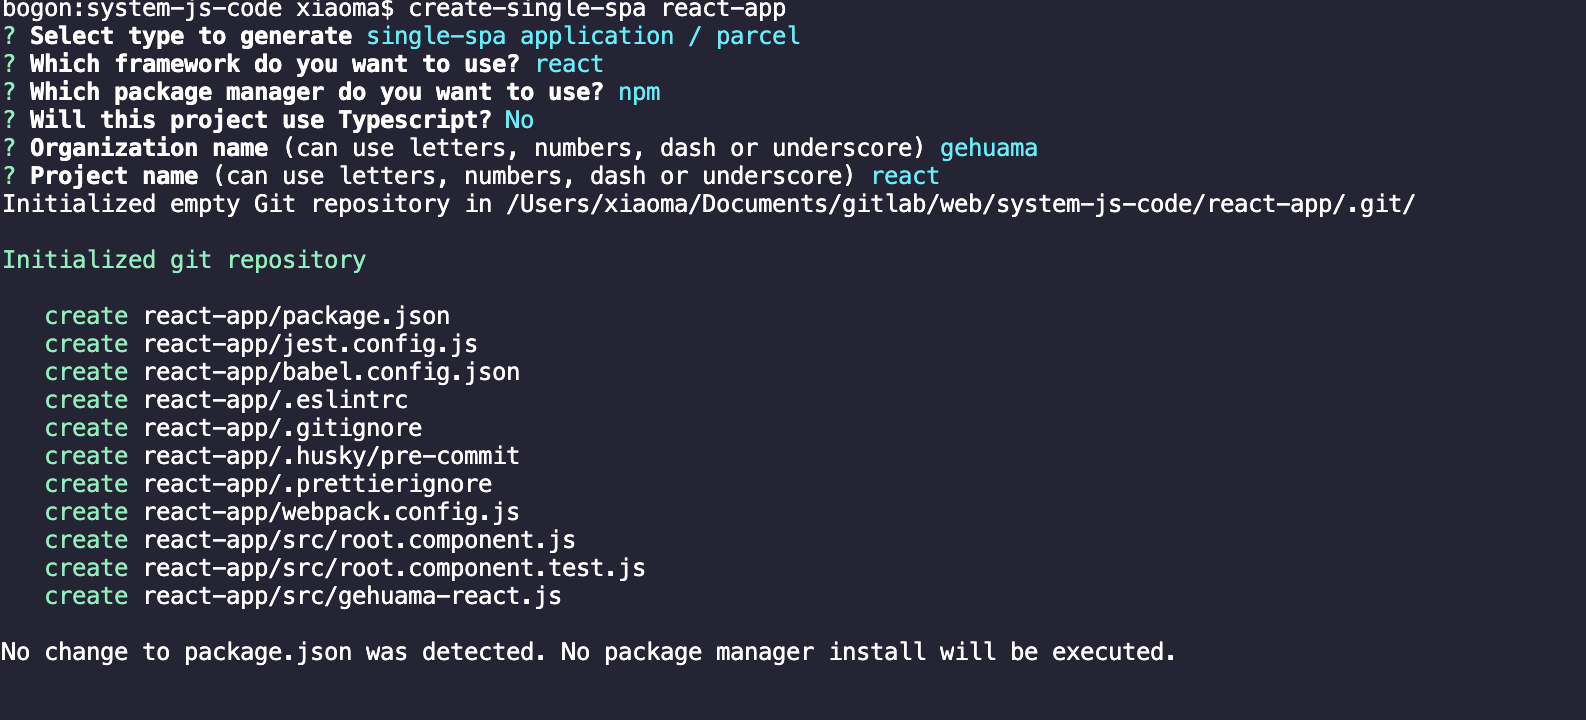 bogon:system-js-code xiaoma$ create-single-spa react-app
? Select type to generate single-spa application / parcel
? Which framework do you want to use? react
? Which package manager do you want to use? npm
? Will this project use Typescript? No
? Organization name (can use letters, numbers, dash or underscore) gehuama
? Project name (can use letters, numbers, dash or underscore) react
Initialized empty Git repository in /Users/xiaoma/Documents/gitlab/web/system-js-code/react-app/.git/
Initialized git repository
create react-app/package.json
create react-app/jest.config.js
create react-app/babel.config.json
create react-app/.eslintrc
create react-app/.gitignore
create react-app/.husky/pre-commit
create react-app/.prettierignore
create react-app/webpack.config.js
create react-app/src/root.component.js
create react-app/src/root.component.test.js
create react-app/src/gehuama-react.js
No change to package.json was detected. No package manager install will be executed.